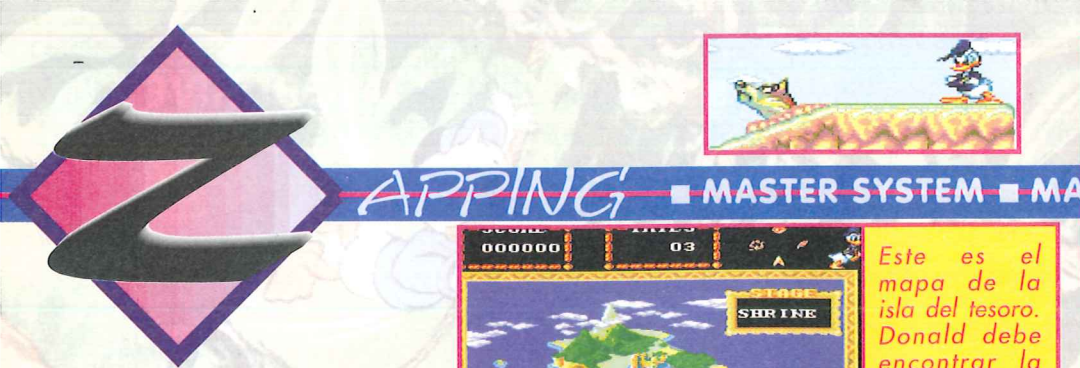 ZAPPING ■ MASTER SYSTEM ■ MA
000000
03
STAGE
SHRINE
Este es el
mapa de la
isla del tesoro.
Donald debe
encontrar la